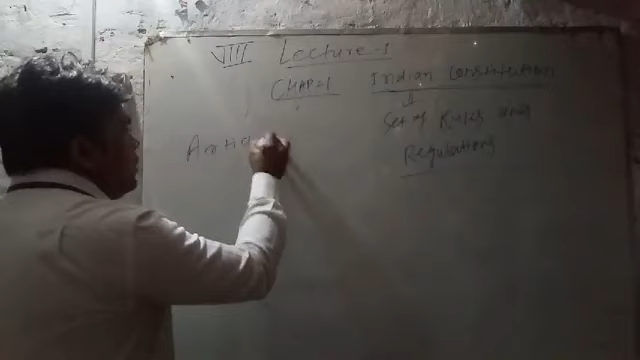 VIII Lecture-1
CHAP-1 Indian Constitution
Set of Rules and
Regulations